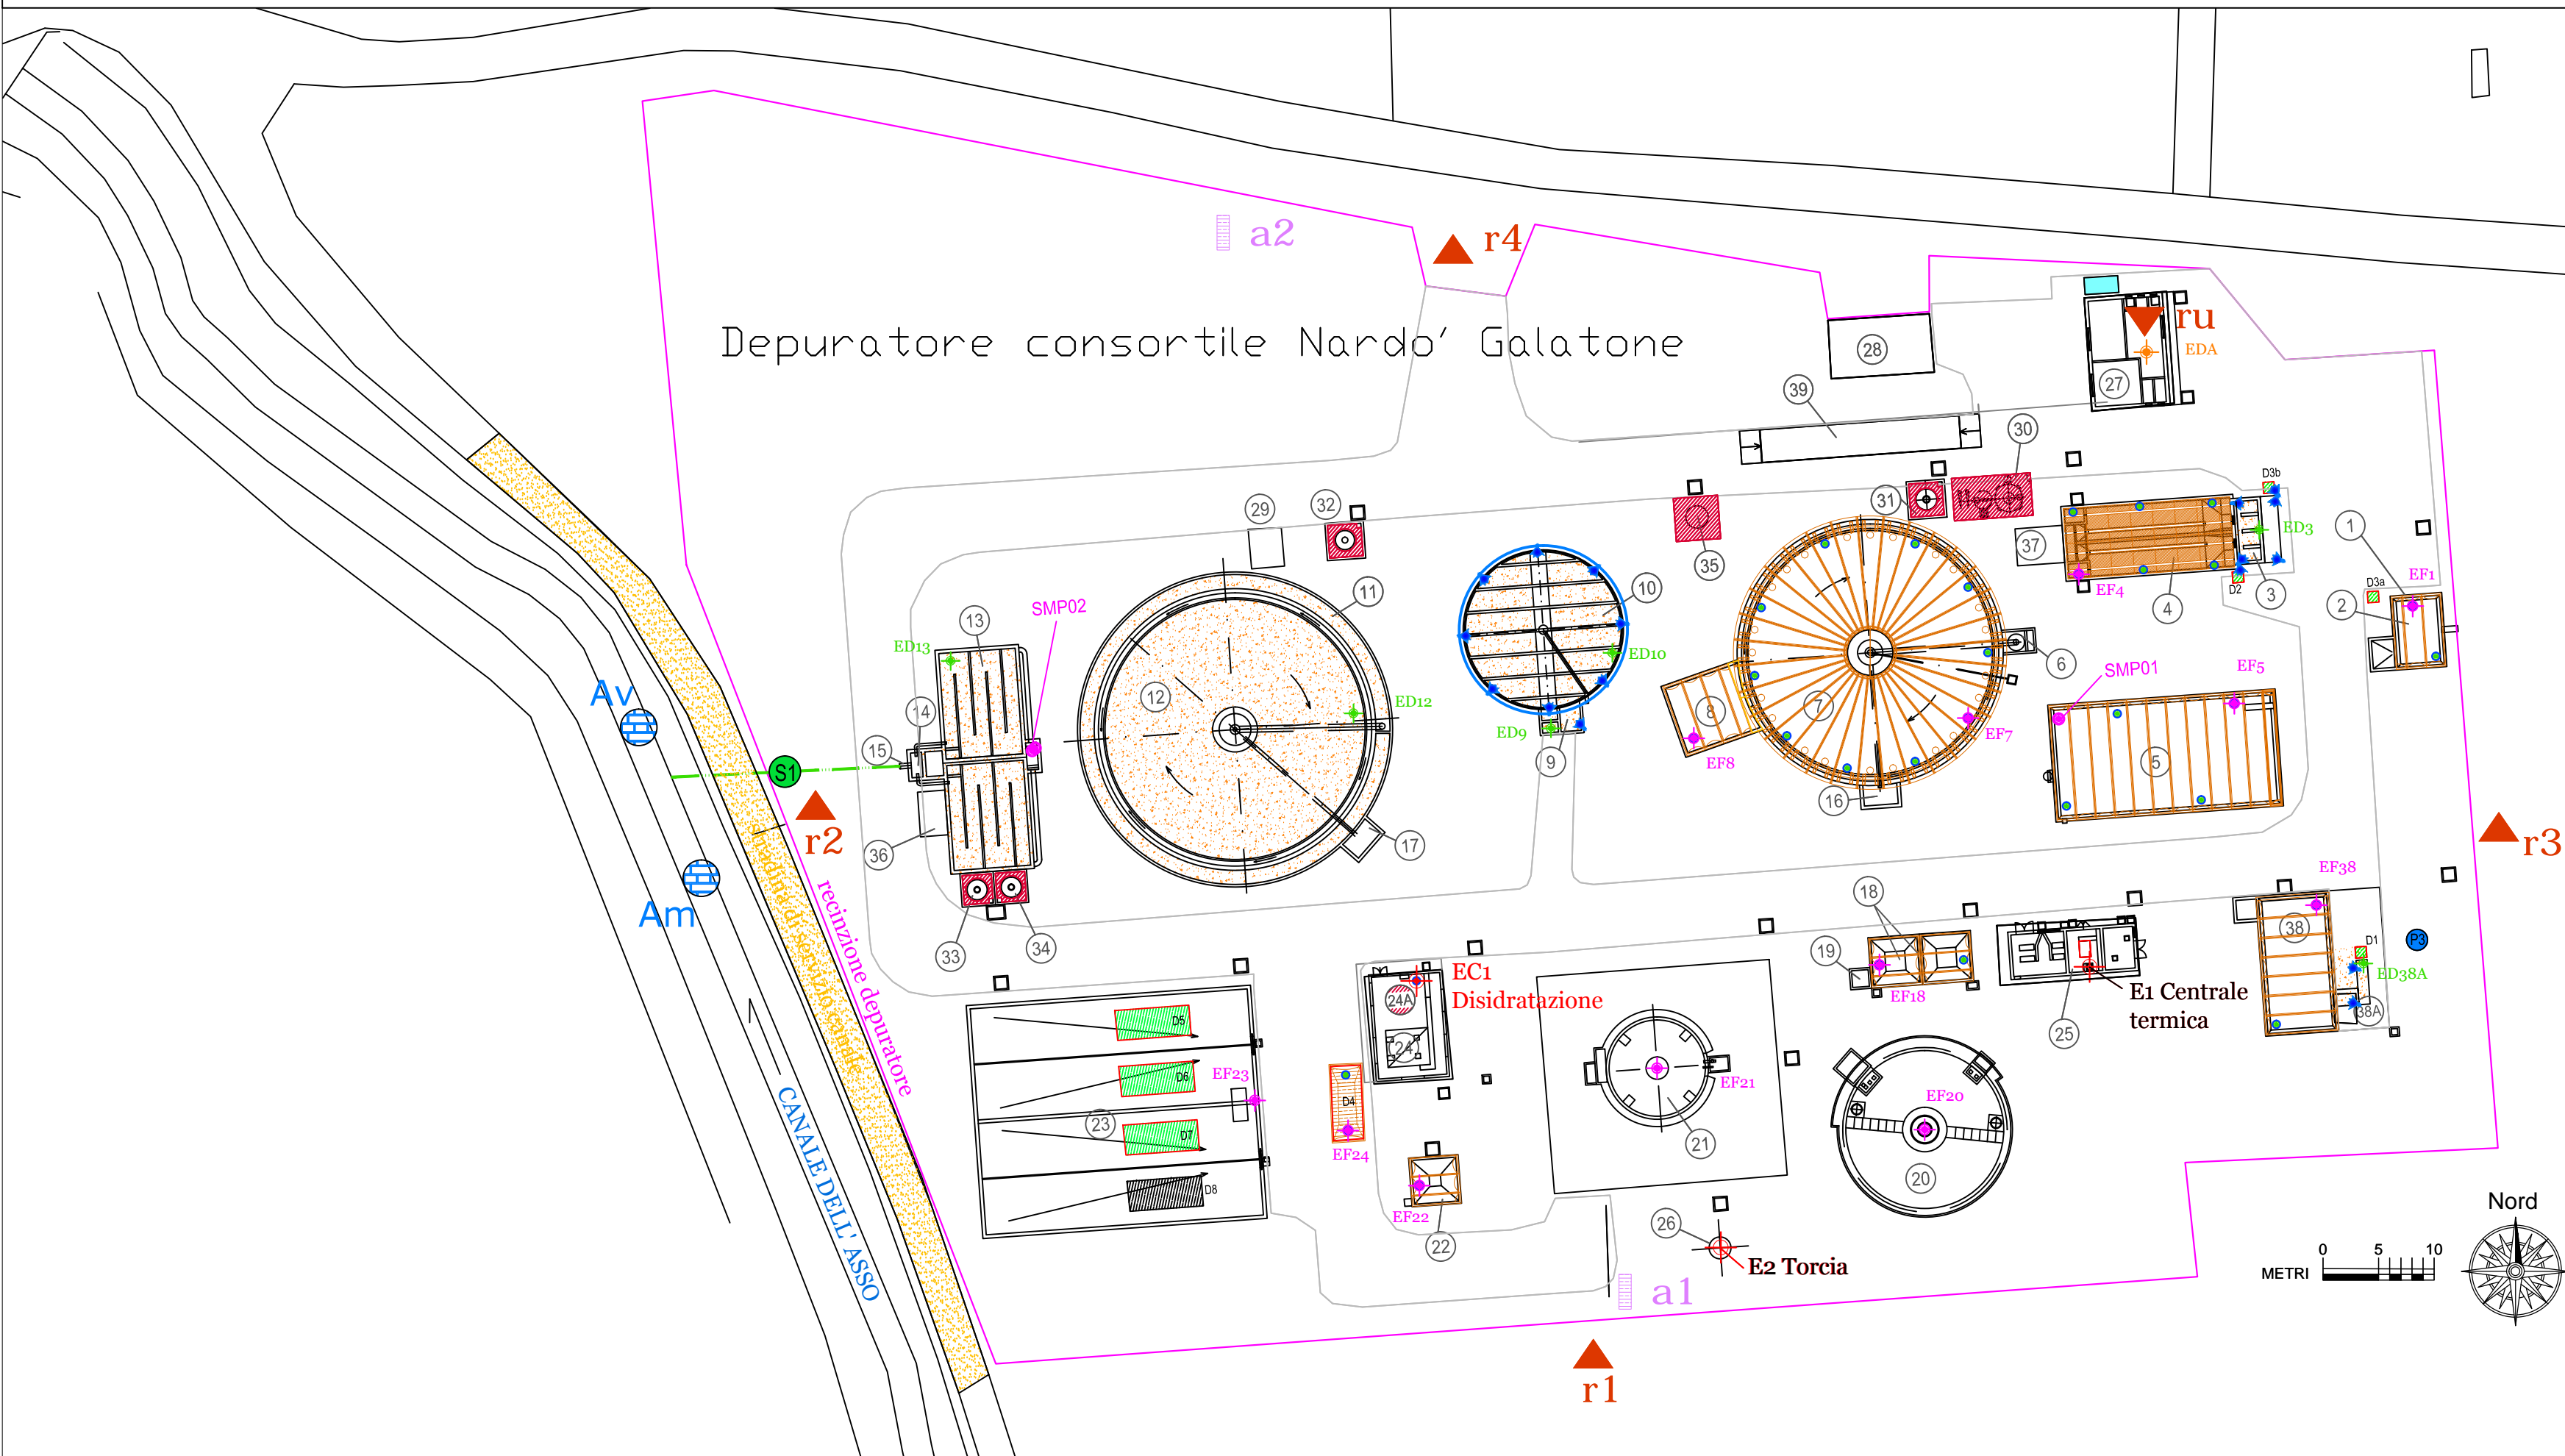 a2
r4
Depuratore consortile Nardo' Galatone
ru
EDA
28
27
39
30
29
32
31
35
37
D3b
ED3
1
EF4
D2
3
4
D3a
EF1
2
SMP02
13
11
10
ED13
12
ED12
ED10
ED9
9
6
SMP01
EF5
7
8
EF7
EF8
5
16
14
15
Av
S1
r2
36
17
r3
Am
33
34
stradina di servizio canale
recinzione depuratore
CANALE DELL' ASSO
EF38
18
19
EF18
38
P3
D1
ED38A
38A
25
E1 Centrale
termica
EC1
Disidratazione
24A
24
D5
D6
D7
D8
23
EF23
D4
EF24
EF22
22
EF21
21
EF20
20
26
E2 Torcia
a1
r1
Nord
METRI
0 5 10